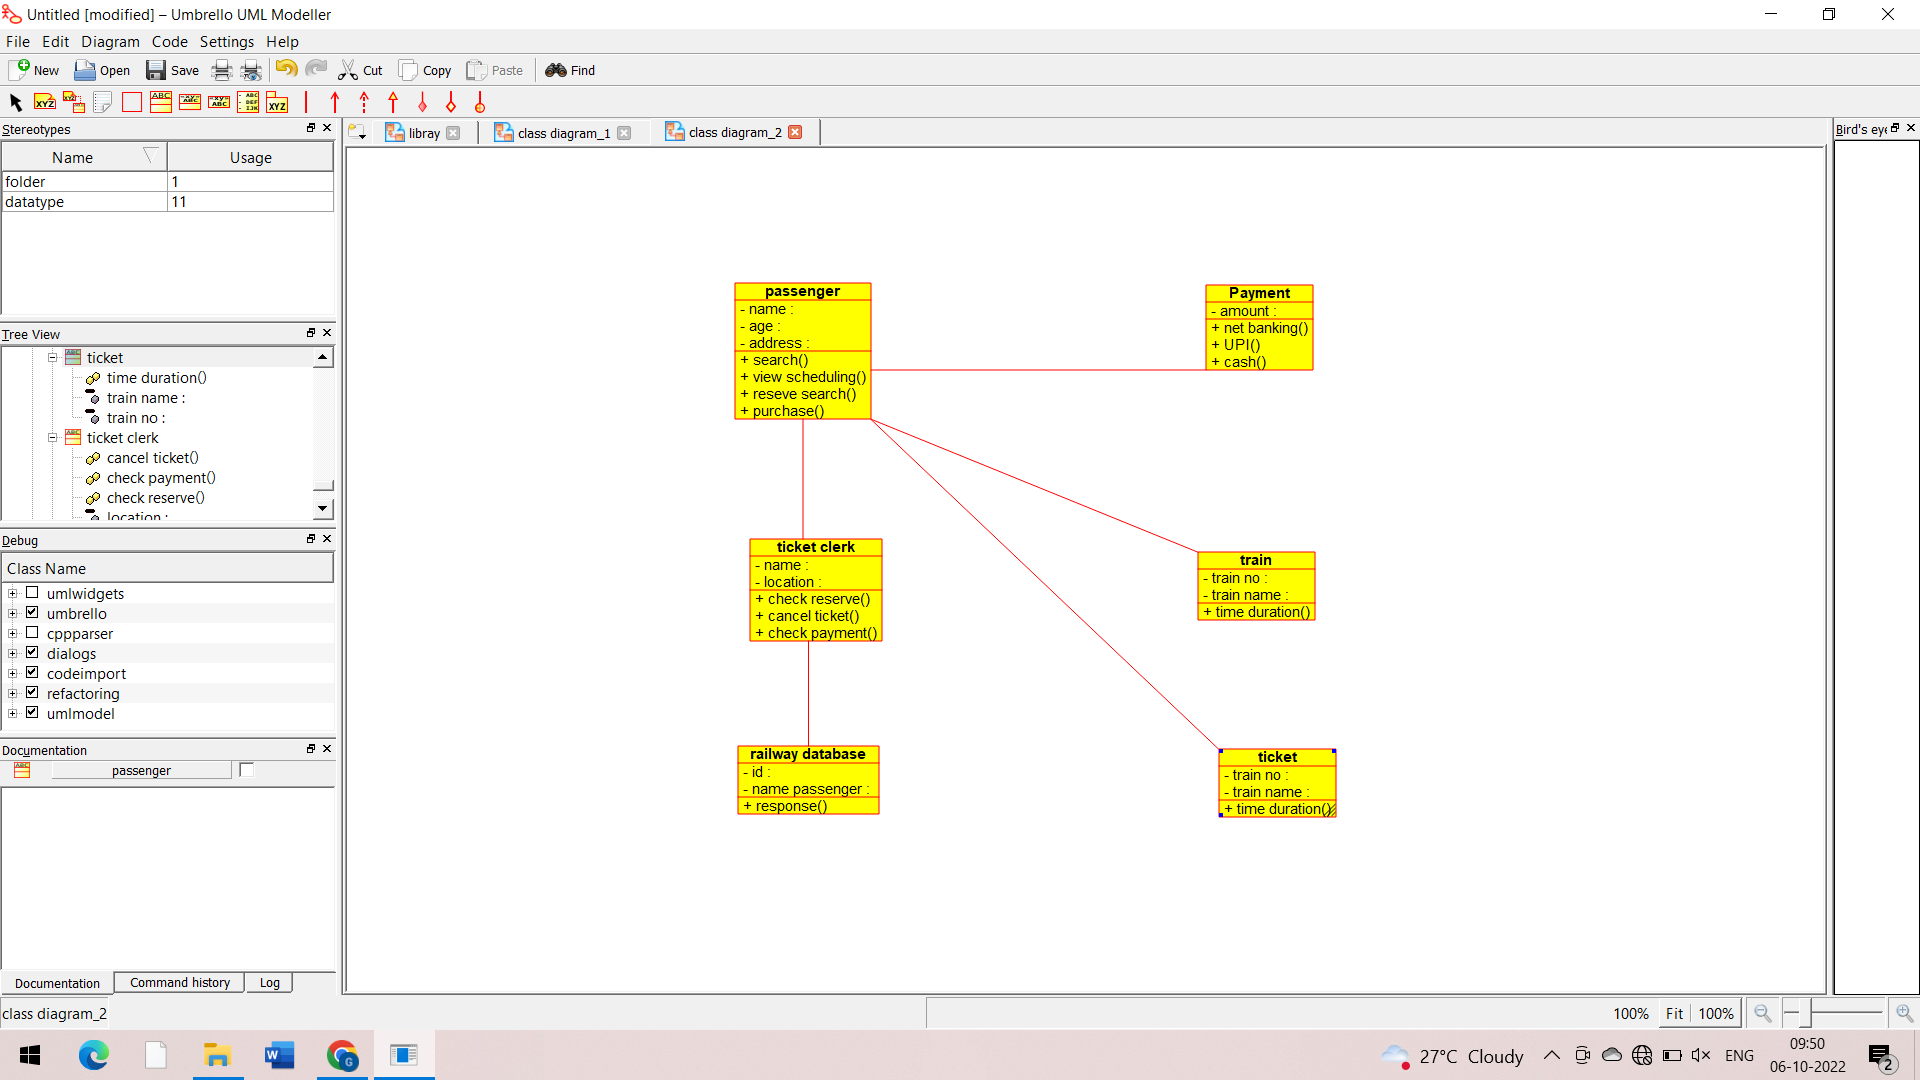 Untitled [modified] – Umbrello UML Modeller
File Edit Diagram Code Settings Help
New Open Save Cut Copy Paste Find
XYZ ABC XYZ
Stereotypes
Name Usage
folder 1
datatype 11
Tree View
ticket
time duration()
train name :
train no :
ticket clerk
cancel ticket()
check payment()
check reserve()
location :
Debug
Class Name
umlwidgets
umbrello
cppparser
dialogs
codeimport
refactoring
umlmodel
Documentation
passenger
Documentation Command history Log
class diagram_2
libray class diagram_1 class diagram_2
Bird's eye
passenger
- name :
- age :
- address :
+ search()
+ view scheduling()
+ reseve search()
+ purchase()
Payment
- amount :
+ net banking()
+ UPI()
+ cash()
ticket clerk
- name :
- location :
+ check reserve()
+ cancel ticket()
+ check payment()
train
- train no :
- train name :
+ time duration()
railway database
- id :
- name passenger :
+ response()
ticket
- train no :
- train name :
+ time duration()
100% Fit 100%
27°C Cloudy ENG
09:50
06-10-2022
2